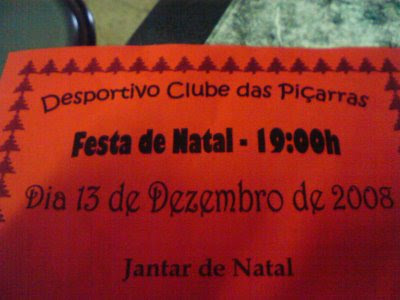 Desportivo Clube das Piçarras
Festa de Natal - 19:00h
Dia 13 de Dezembro de 2008
Jantar de Natal